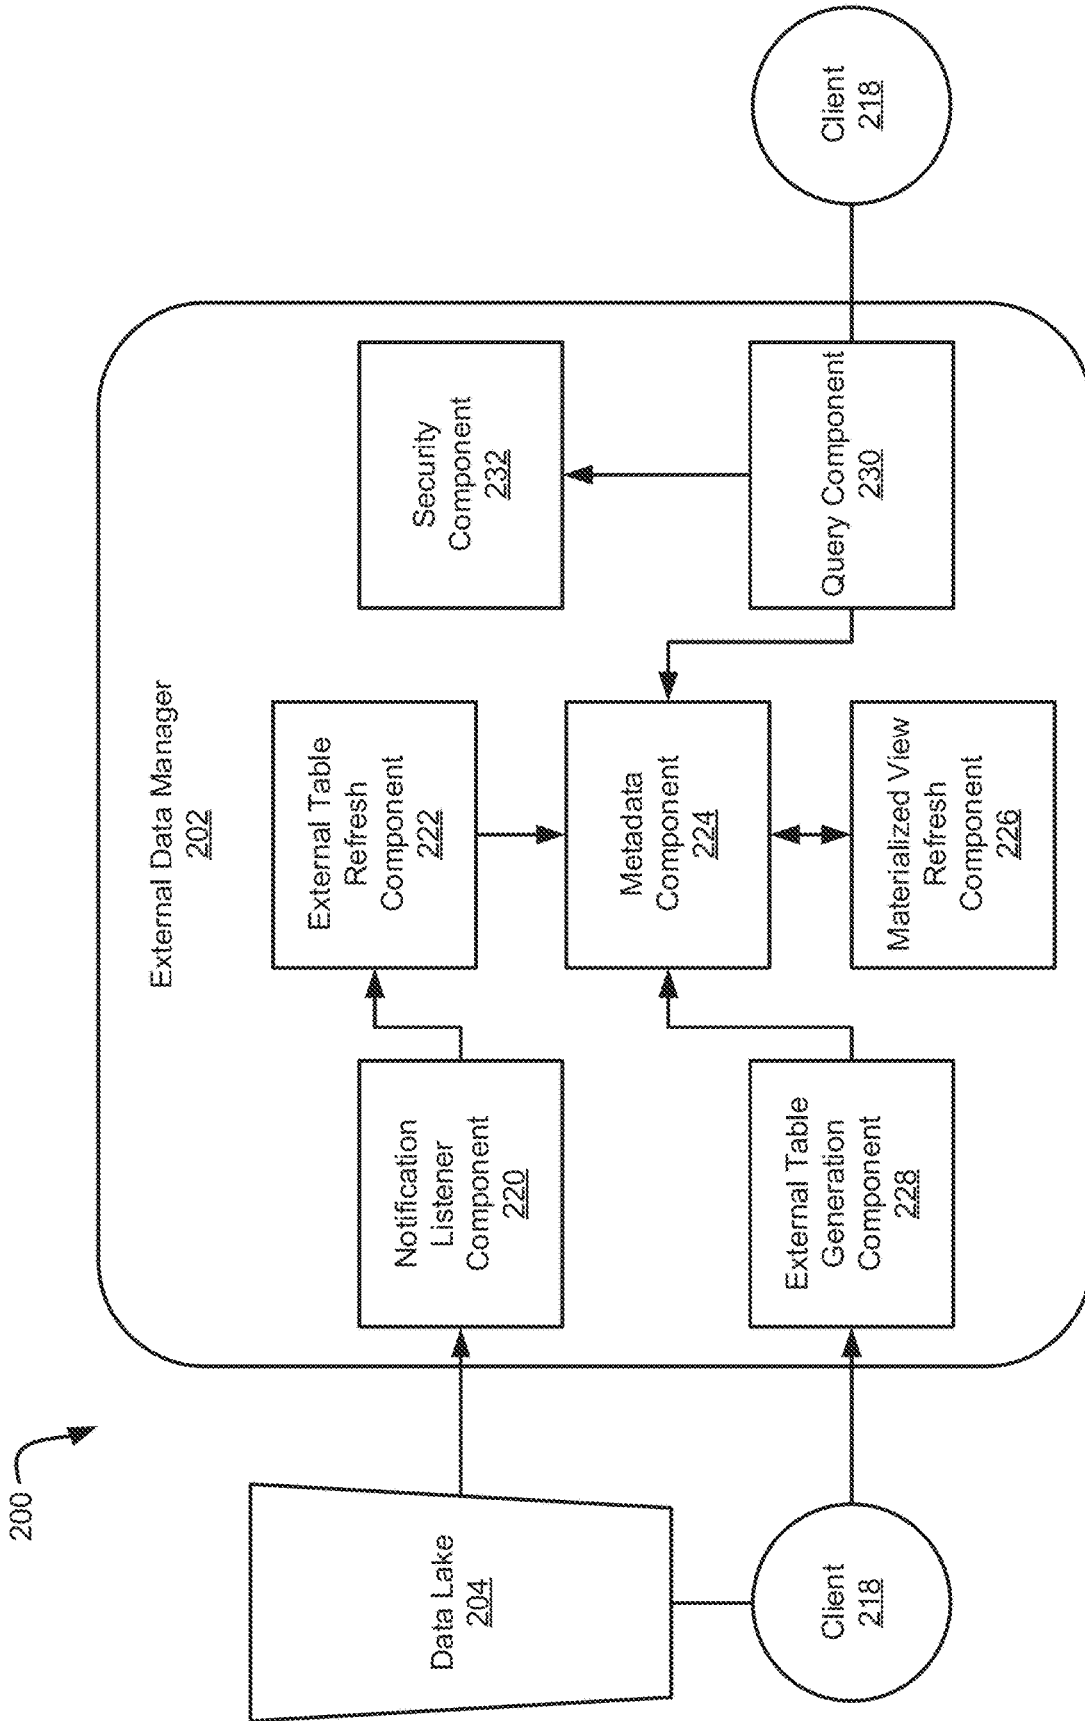 200
External Data Manager
202
Data Lake
204
Notification
Listener
Component
220
External Table
Refresh
Component
222
Security
Component
232
Metadata
Component
224
Client
218
External Table
Generation
Component
228
Materialized View
Refresh
Component
226
Query Component
230
Client
218